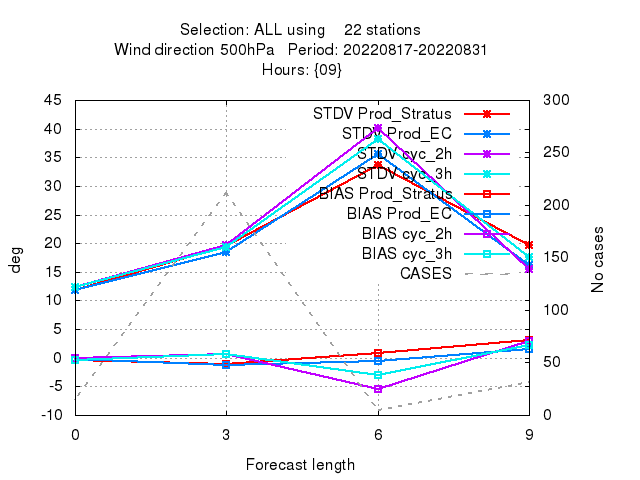 Selection: ALL using 22 stations
Wind direction 500hPa Period: 20220817-20220831
Hours: {09}
45
40
35
30
25
20
15
10
5
0
-5
-10
deg
300
250
200
150
100
50
0
No cases
STDV Prod_Stratus
STDV Prod_EC
STDV cyc_2h
STDV cyc_3h
BIAS Prod_Stratus
BIAS Prod_EC
BIAS cyc_2h
BIAS cyc_3h
CASES
0 3 6 9
Forecast length